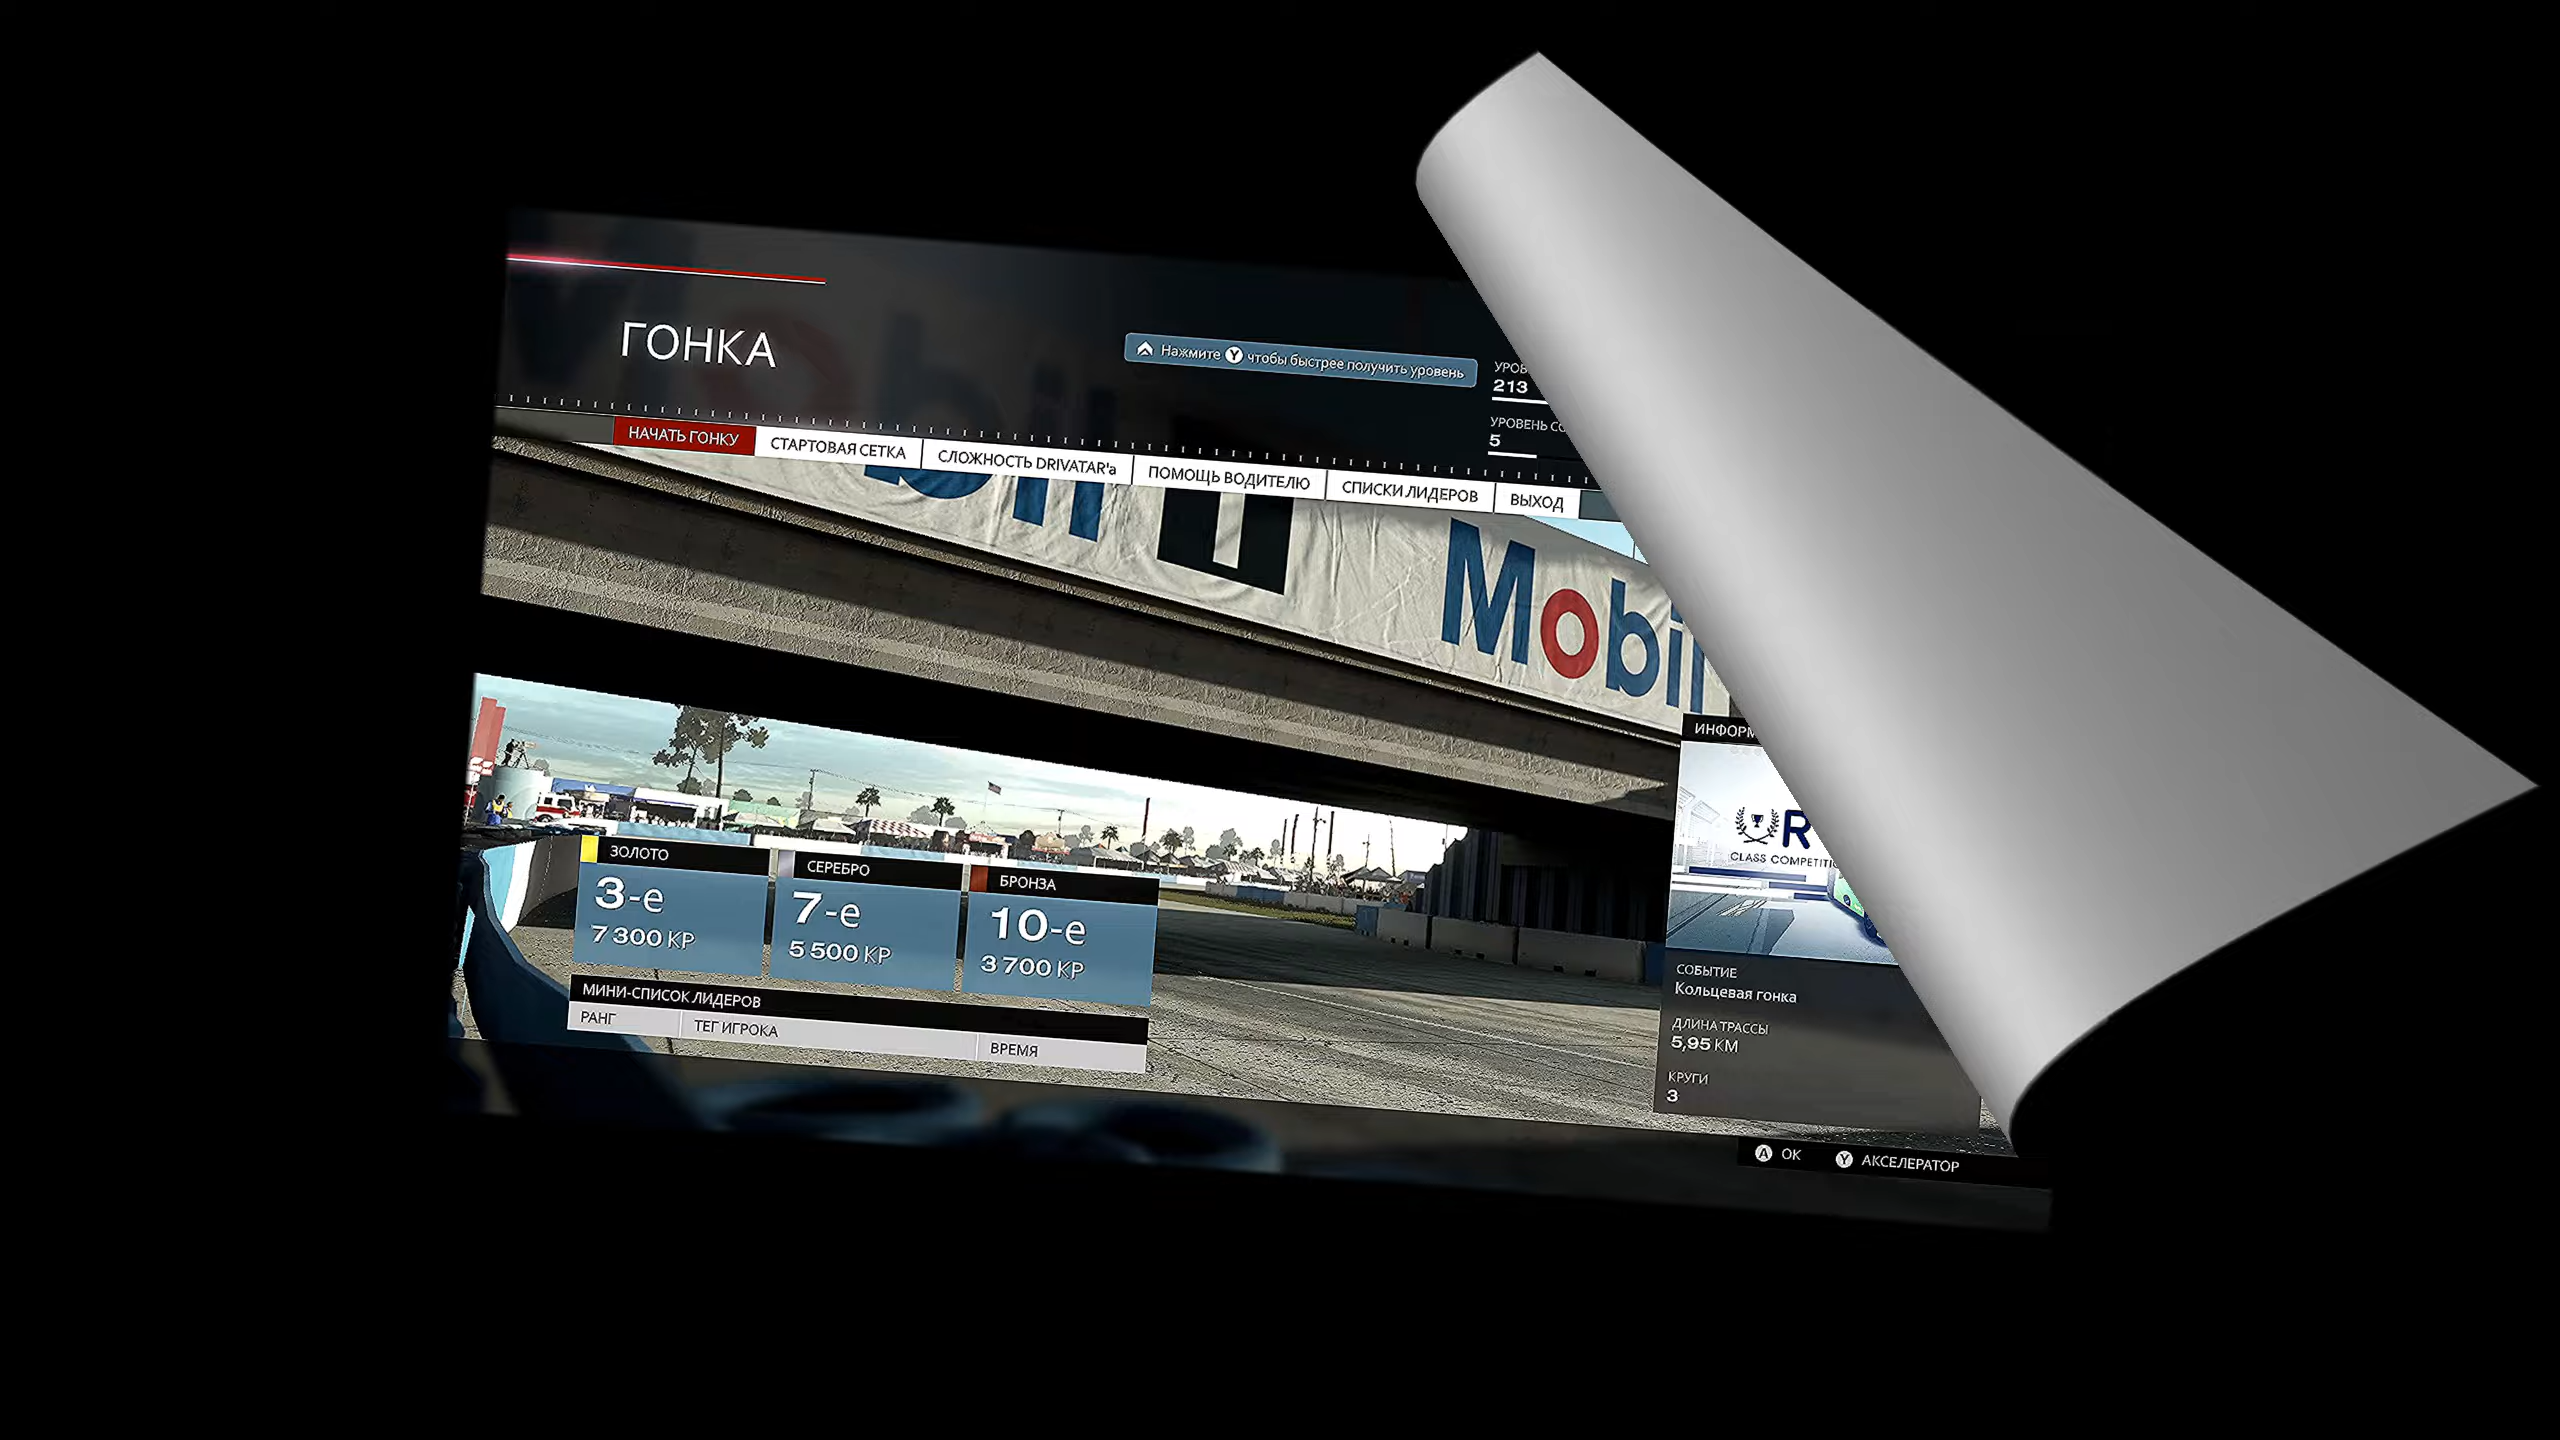 ГОНКА
Нажмите Y чтобы быстрее получить уровень
213
УРОВЕНЬ
5
НАЧАТЬ ГОНКУ СТАРТОВАЯ СЕТКА СЛОЖНОСТЬ DRIVATAR'а ПОМОЩЬ ВОДИТЕЛЮ СПИСКИ ЛИДЕРОВ ВЫХОД
Mobil
R
CLASS
ЗОЛОТО
3-е
7 300 КР
СЕРЕБРО
7-е
5 500 КР
БРОНЗА
10-е
3 700 КР
МИНИ-СПИСОК ЛИДЕРОВ
РАНГ ТЕГ ИГРОКА ВРЕМЯ
СОБЫТИЕ
Кольцевая гонка
ДЛИНА ТРАССЫ
5,95 КМ
КРУГИ
3
A ОК Y АКСЕЛЕРАТОР